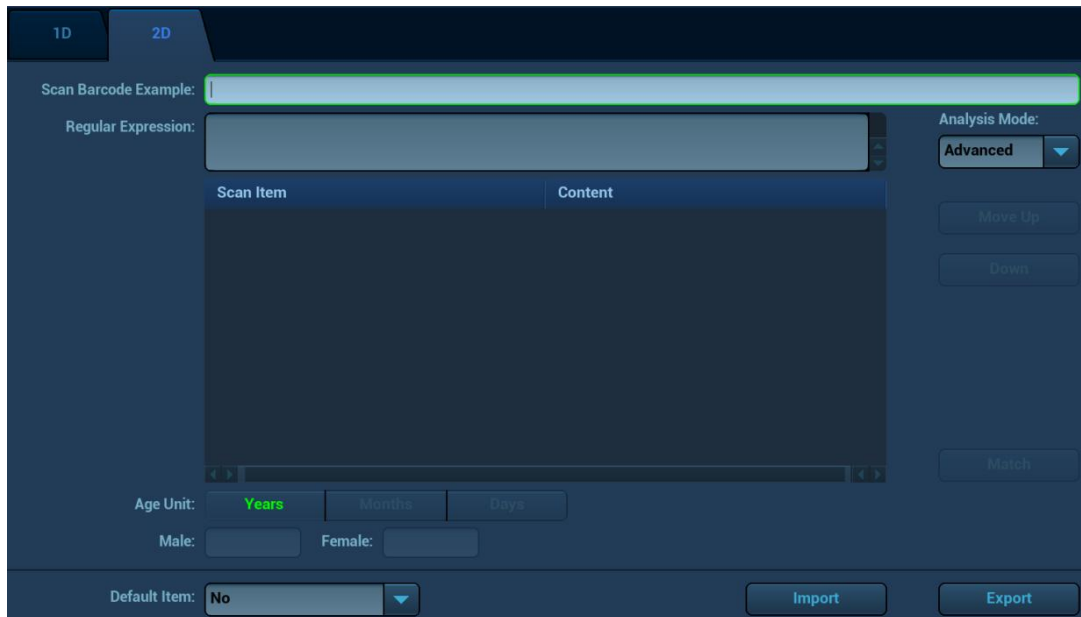 1D 2D
Scan Barcode Example:
Regular Expression:
Analysis Mode:
Advanced
Scan Item Content
Move Up
Down
Match
Age Unit: Years Months Days
Male: Female:
Default Item: No Import Export